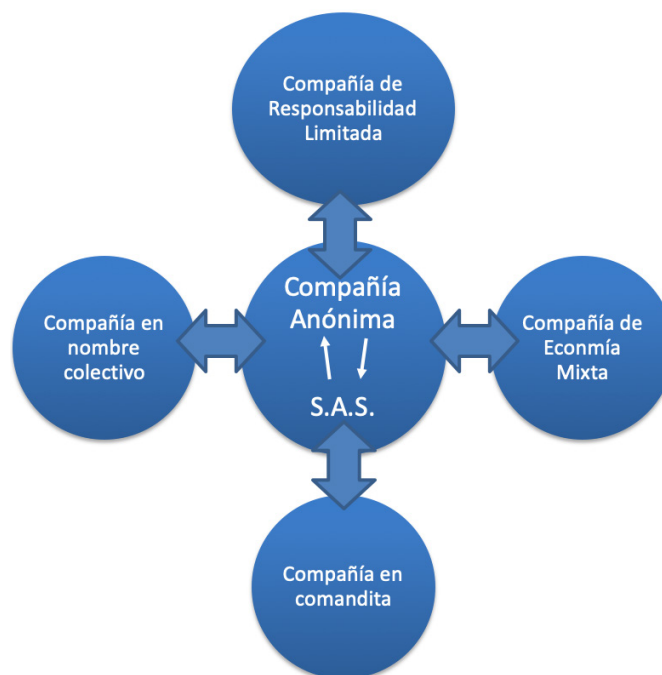 Compañía de
Responsabilidad
Limitada
Compañía en
nombre
colectivo
Compañía
Anónima
S.A.S.
Compañía de
Econmía
Mixta
Compañía en
comandita